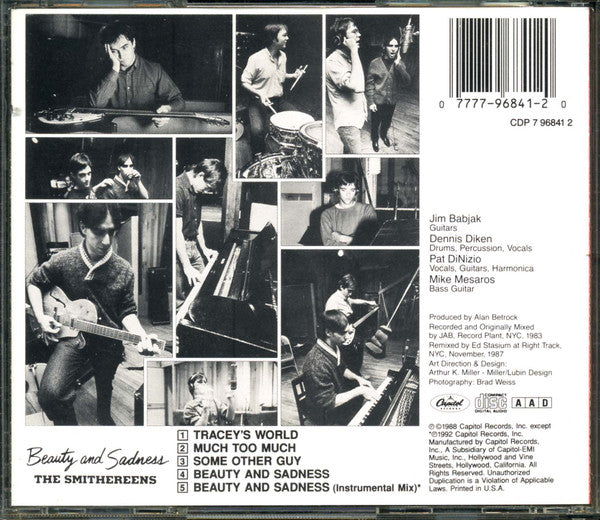 0 77777-96841-2 0
CDP 7 96841 2
Jim Babjak
Guitars
Dennis Diken
Drums, Percussion, Vocals
Pat DiNizio
Vocals, Guitars, Harmonica
Mike Mesaros
Bass Guitar
Produced by Alan Betrock
Recorded and Originally Mixed
by JAB, Record Plant, NYC, 1983
Remixed by Ed Stasium at Right Track,
NYC, November, 1987
Art Direction & Design:
Arthur K. Miller - Miller/Lubin Design
Photography: Brad Weiss
Capitol
COMPACT
disc
DIGITAL AUDIO
AAD
℗©1988 Capitol Records, Inc. except
*℗1992 Capitol Records, Inc.
Manufactured by Capitol Records,
Inc., A Subsidiary of Capitol-EMI
Music, Inc., Hollywood and Vine
Streets, Hollywood, California. All
Rights Reserved. Unauthorized
Duplication is a Violation of Applicable
Laws. Printed in U.S.A.
Beauty and Sadness
THE SMITHEREENS
1 TRACEY'S WORLD
2 MUCH TOO MUCH
3 SOME OTHER GUY
4 BEAUTY AND SADNESS
5 BEAUTY AND SADNESS (Instrumental Mix)*